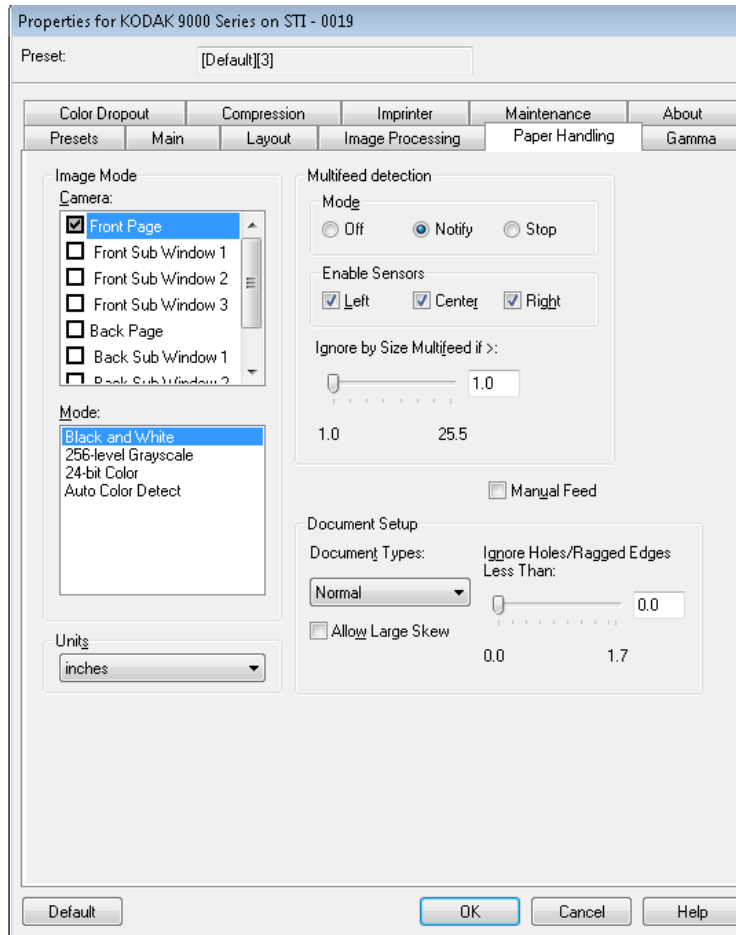 Properties for KODAK 9000 Series on STI - 0019
Preset: [Default][3]
Color Dropout Compression Imprinter Maintenance About
Presets Main Layout Image Processing Paper Handling Gamma
Image Mode
Camera:
Front Page
Front Sub Window 1
Front Sub Window 2
Front Sub Window 3
Back Page
Back Sub Window 1
Back Sub Window 2
Mode:
Black and White
256-level Grayscale
24-bit Color
Auto Color Detect
Units
inches
Multifeed detection
Mode
Off Notify Stop
Enable Sensors
Left Center Right
Ignore by Size Multifeed if >:
1.0
1.0 25.5
Manual Feed
Document Setup
Document Types:
Normal
Allow Large Skew
Ignore Holes/Ragged Edges
Less Than:
0.0
0.0 1.7
Default OK Cancel Help